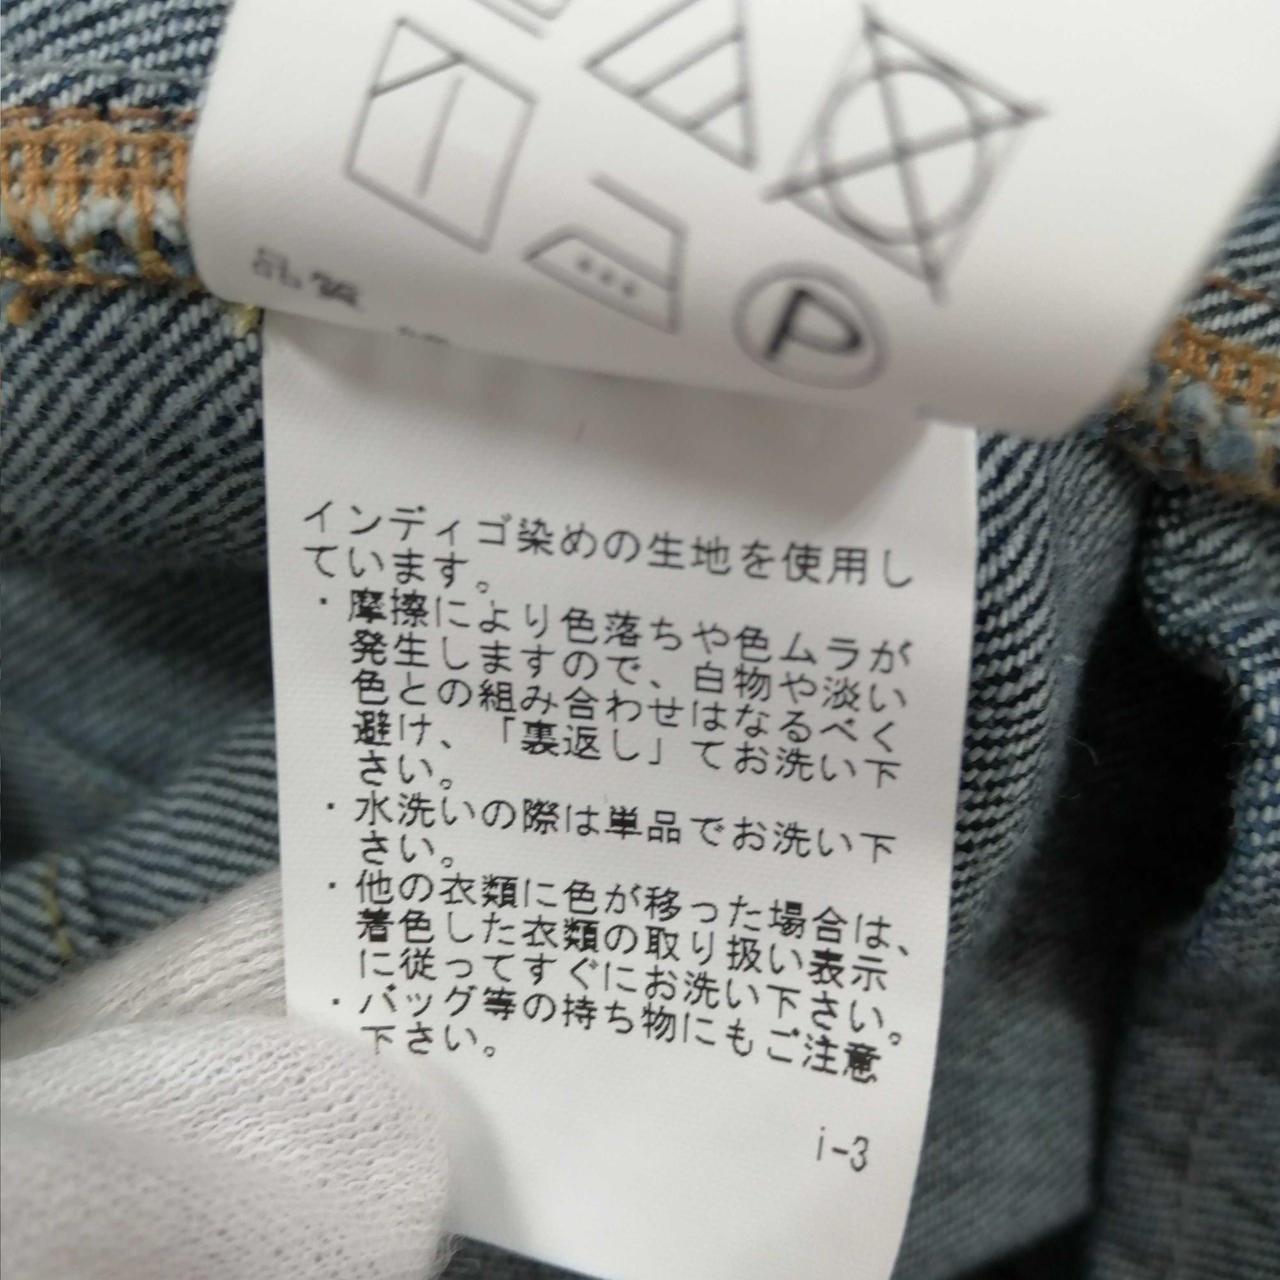 P
品質
インディゴ染めの生地を使用し
ています。
・摩擦により色落ちや色ムラが
発生しますので、白物や淡い
色との組み合わせはなるべく
避け、「裏返し」てお洗い下
さい。
・水洗いの際は単品でお洗い下
さい。
・他の衣類に色が移った場合は、
着色した衣類の取り扱い表示
に従ってすぐにお洗い下さい。
・バッグ等の持ち物にもご注意
下さい。
i-3